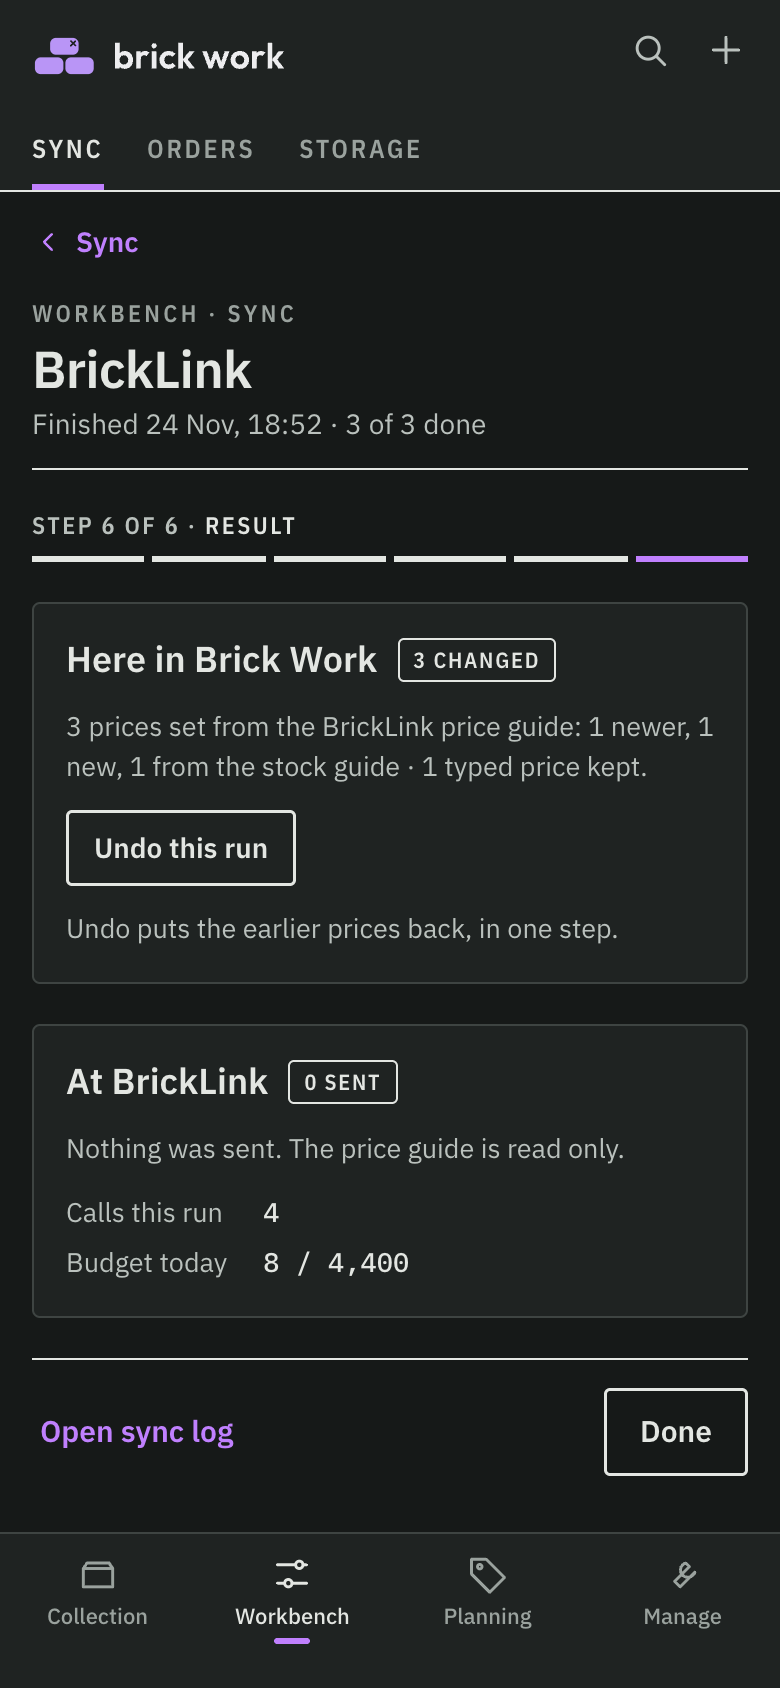 brick work
SYNC ORDERS STORAGE
Sync
WORKBENCH · SYNC
BrickLink
Finished 24 Nov, 18:52 · 3 of 3 done
STEP 6 OF 6 · RESULT
Here in Brick Work 3 CHANGED
3 prices set from the BrickLink price guide: 1 newer, 1
new, 1 from the stock guide · 1 typed price kept.
Undo this run
Undo puts the earlier prices back, in one step.
At BrickLink 0 SENT
Nothing was sent. The price guide is read only.
Calls this run 4
Budget today 8 / 4,400
Open sync log Done
Collection Workbench Planning Manage